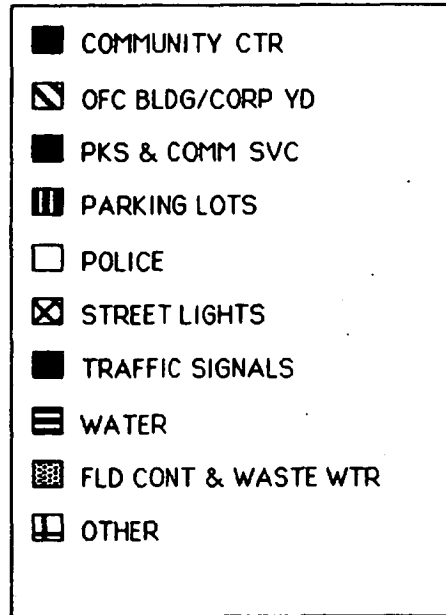 COMMUNITY CTR
OFC BLDG/CORP YD
PKS & COMM SVC
PARKING LOTS
POLICE
STREET LIGHTS
TRAFFIC SIGNALS
WATER
FLD CONT & WASTE WTR
OTHER